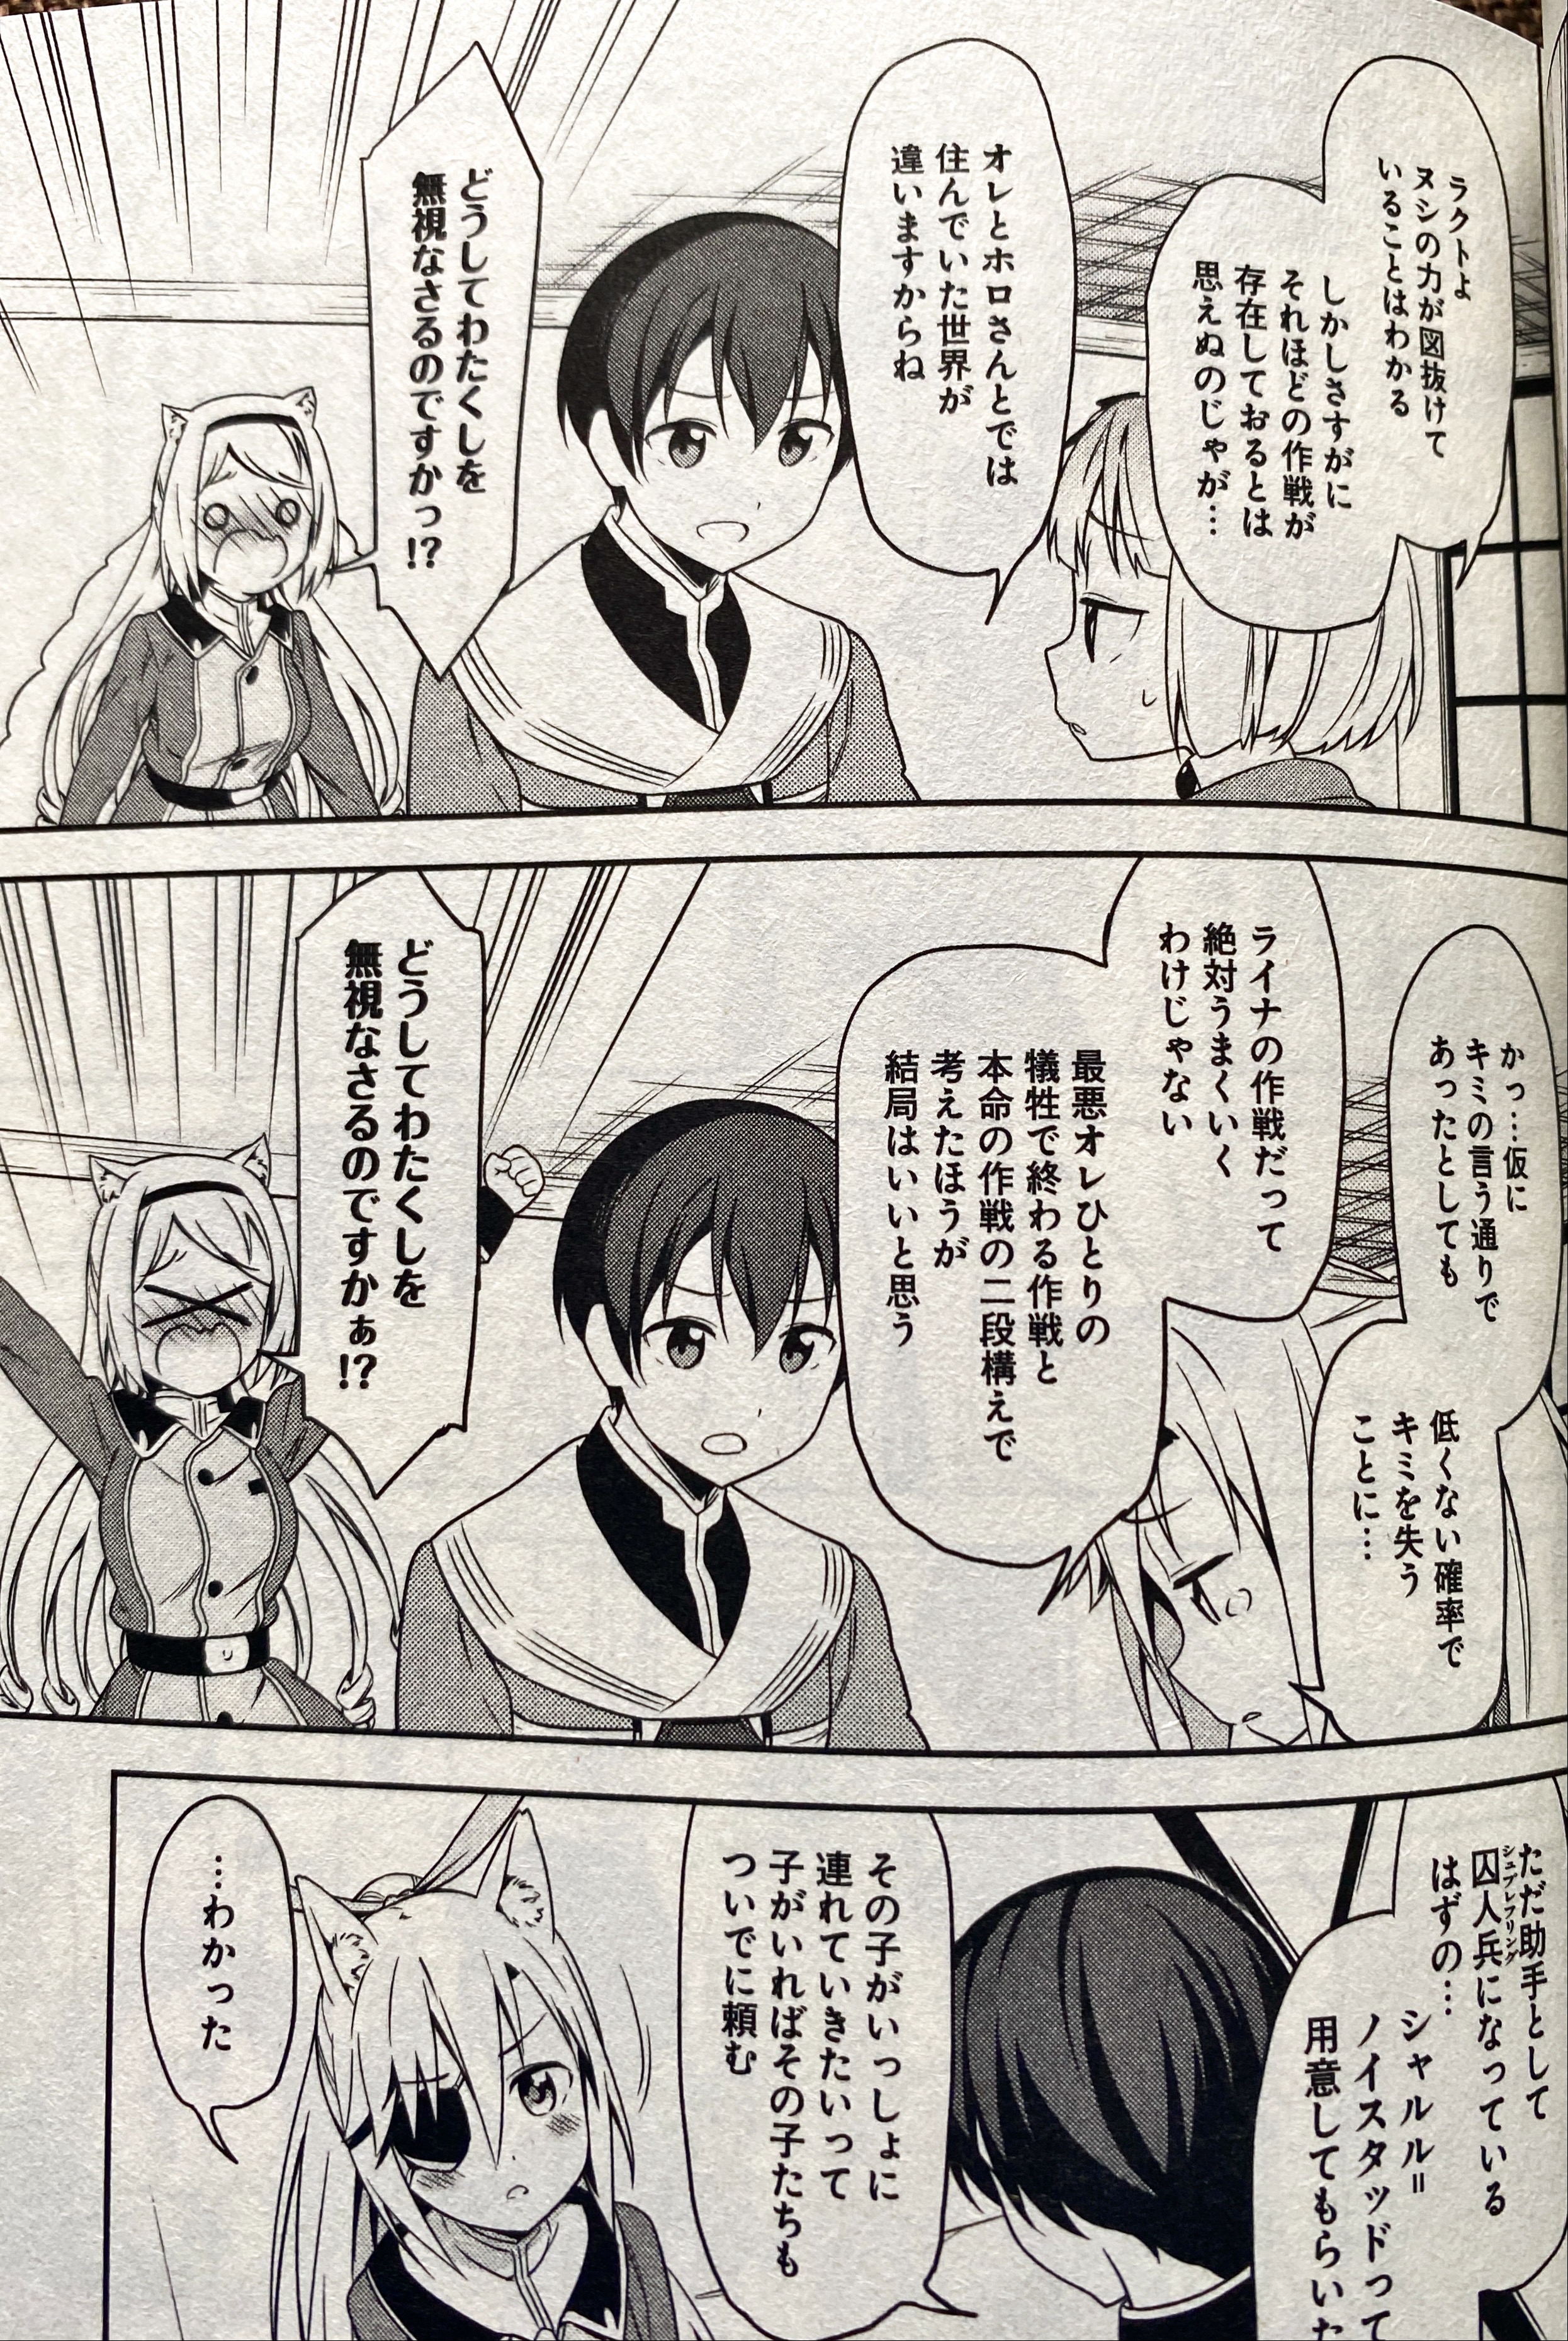 ラクトよ
ヌシの力が図抜けて
いることはわかる
しかしさすがに
それほどの作戦が
存在しておるとは
思えぬのじゃが…
オレとホロさんとでは
住んでいた世界が
違いますからね
どうしてわたくしを
無視なさるのですかっ!?
かっ…仮に
キミの言う通りで
あったとしても
低くない確率で
キミを失う
ことに…
ライナの作戦だって
絶対うまくいく
わけじゃない
最悪オレひとりの
犠牲で終わる作戦と
本命の作戦の二段構えで
考えたほうが
結局はいいと思う
どうしてわたくしを
無視なさるのですかぁ!?
ただ助手として
囚人兵になっている
シュプレフリング
はずの…
シャルル=
ノイスタッドって
用意してもらいた
その子がいっしょに
連れていきたいって
子がいればその子たちも
ついでに頼む
…わかった